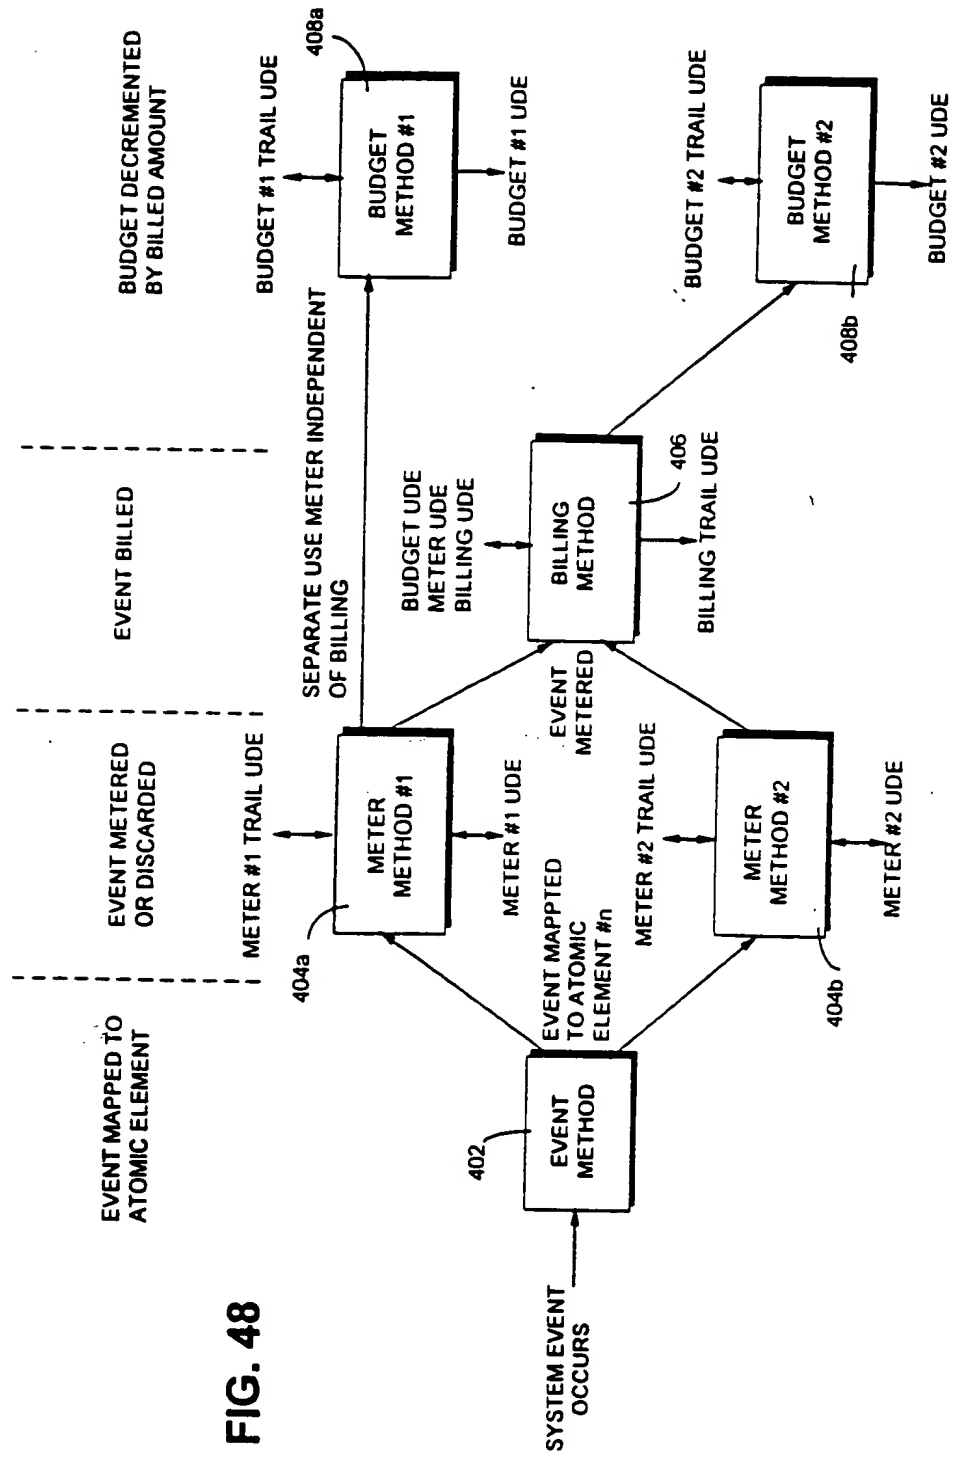 FIG. 48
EVENT MAPPED TO
ATOMIC ELEMENT
EVENT METERED
OR DISCARDED
EVENT BILLED
BUDGET DECREMENTED
BY BILLED AMOUNT
SYSTEM EVENT
OCCURS
402
EVENT
METHOD
EVENT MAPPTED
TO ATOMIC
ELEMENT #n
METER #1 TRAIL UDE
404a
METER
METHOD #1
METER #1 UDE
METER #2 TRAIL UDE
METER
METHOD #2
404b
METER #2 UDE
SEPARATE USE METER INDEPENDENT
OF BILLING
EVENT
METERED
BUDGET UDE
METER UDE
BILLING UDE
BILLING
METHOD
406
BILLING TRAIL UDE
BUDGET #1 TRAIL UDE
408a
BUDGET
METHOD #1
BUDGET #1 UDE
BUDGET #2 TRAIL UDE
BUDGET
METHOD #2
408b
BUDGET #2 UDE